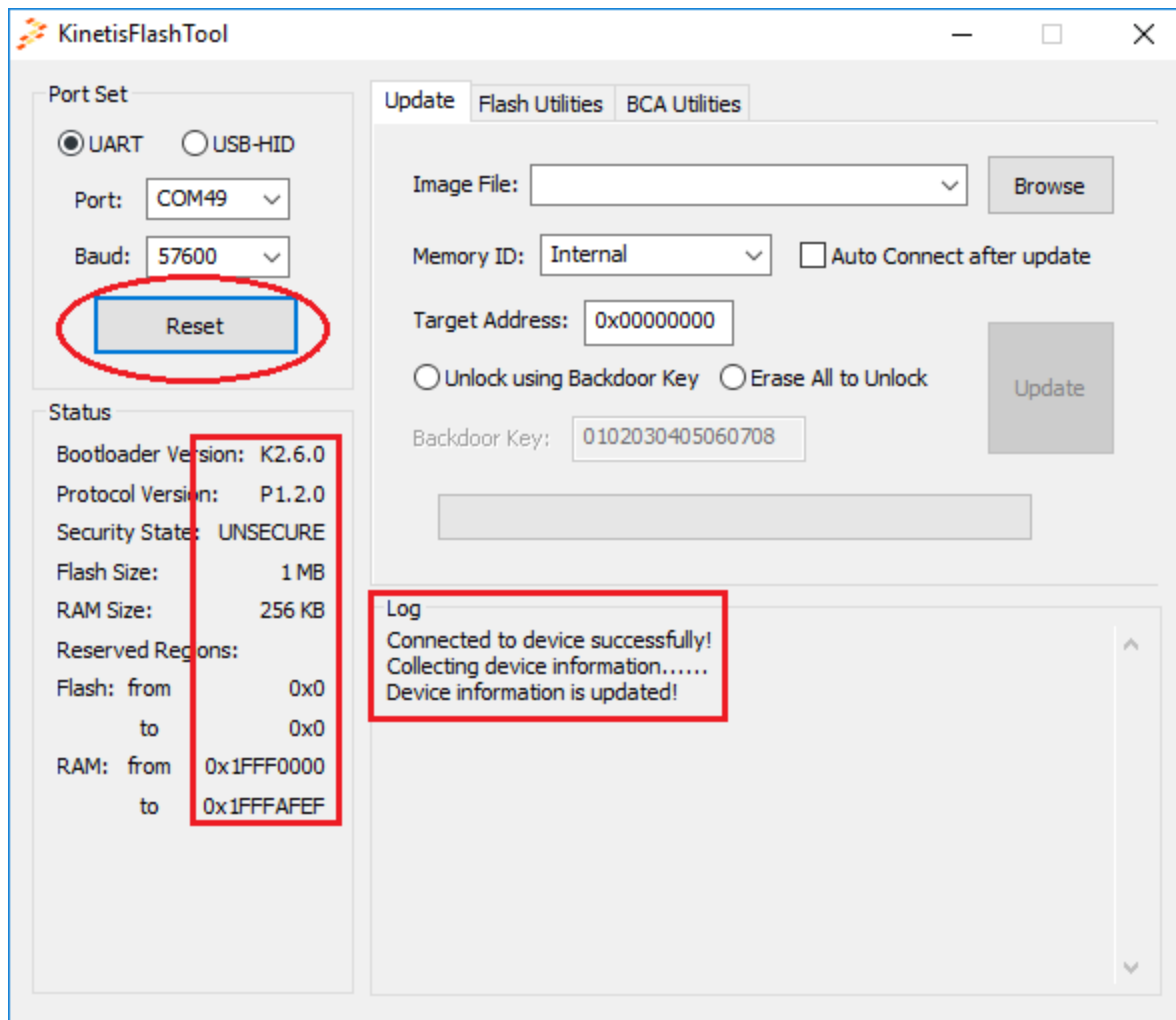 KinetisFlashTool
Port Set
UART USB-HID
Port: COM49
Baud: 57600
Reset
Status
Bootloader Version: K2.6.0
Protocol Version: P1.2.0
Security State: UNSECURE
Flash Size: 1 MB
RAM Size: 256 KB
Reserved Regions:
Flash: from 0x0
to 0x0
RAM: from 0x1FFF0000
to 0x1FFFAFEF
Update Flash Utilities BCA Utilities
Image File: Browse
Memory ID: Internal Auto Connect after update
Target Address: 0x00000000
Unlock using Backdoor Key Erase All to Unlock
Update
Backdoor Key: 0102030405060708
Log
Connected to device successfully!
Collecting device information......
Device information is updated!